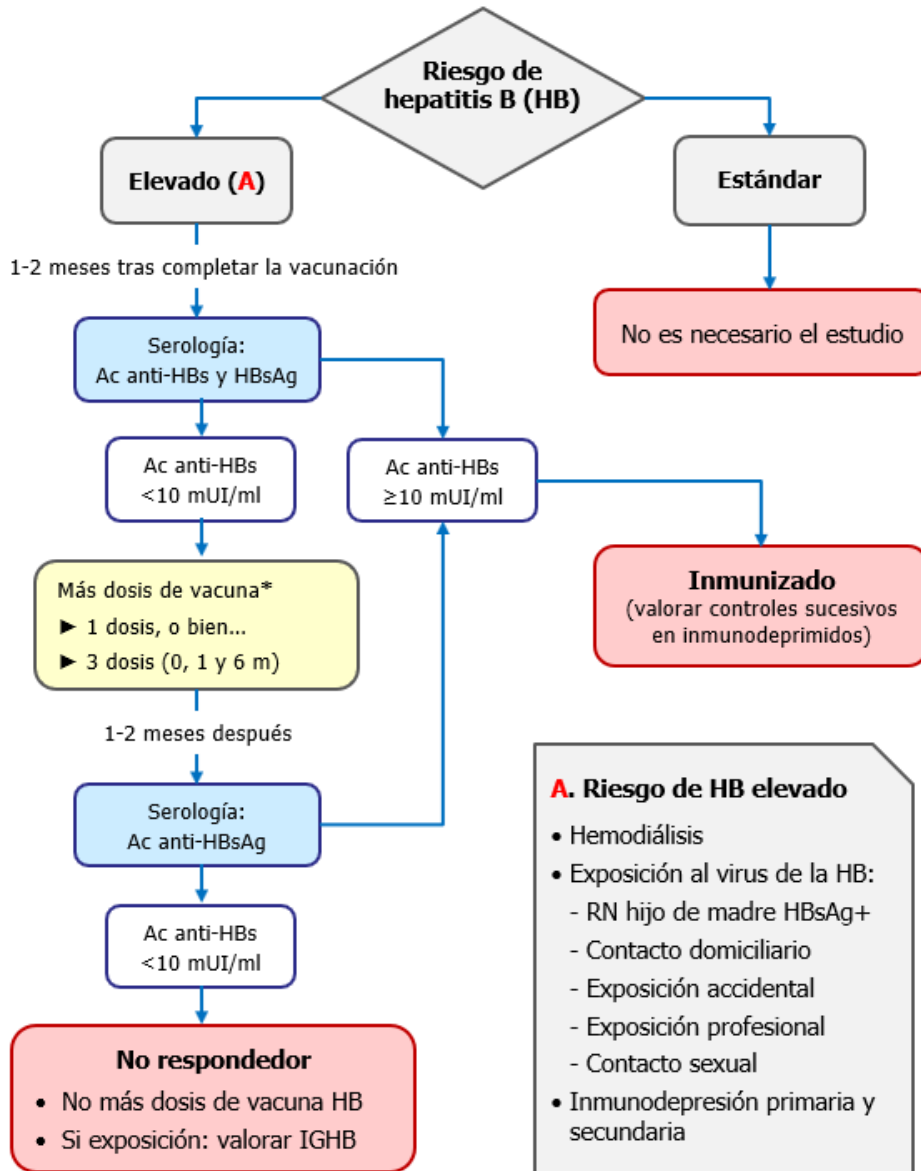 Riesgo de
hepatitis B (HB)
Elevado (A)
Estándar
1-2 meses tras completar la vacunación
No es necesario el estudio
Serología:
Ac anti-HBs y HBsAg
Ac anti-HBs
<10 mUI/ml
Ac anti-HBs
≥10 mUI/ml
Más dosis de vacuna*
► 1 dosis, o bien...
► 3 dosis (0, 1 y 6 m)
Inmunizado
(valorar controles sucesivos
en inmunodeprimidos)
1-2 meses después
Serología:
Ac anti-HBsAg
Ac anti-HBs
<10 mUI/ml
No respondedor
• No más dosis de vacuna HB
• Si exposición: valorar IGHB
A. Riesgo de HB elevado
• Hemodiálisis
• Exposición al virus de la HB:
- RN hijo de madre HBsAg+
- Contacto domiciliario
- Exposición accidental
- Exposición profesional
- Contacto sexual
• Inmunodepresión primaria y
secundaria